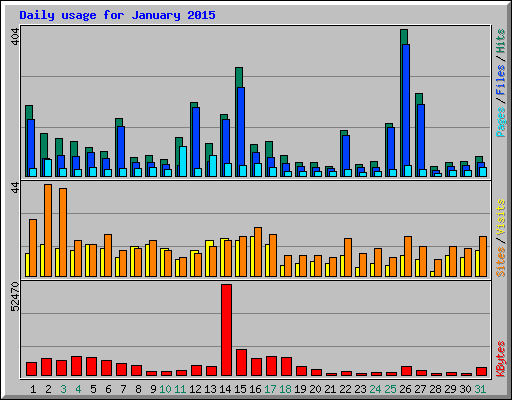 Daily usage for January 2015
404
Pages / Files / Hits
44
Sites / Visits
52470
KBytes
1 2 3 4 5 6 7 8 9 10 11 12 13 14 15 16 17 18 19 20 21 22 23 24 25 26 27 28 29 30 31